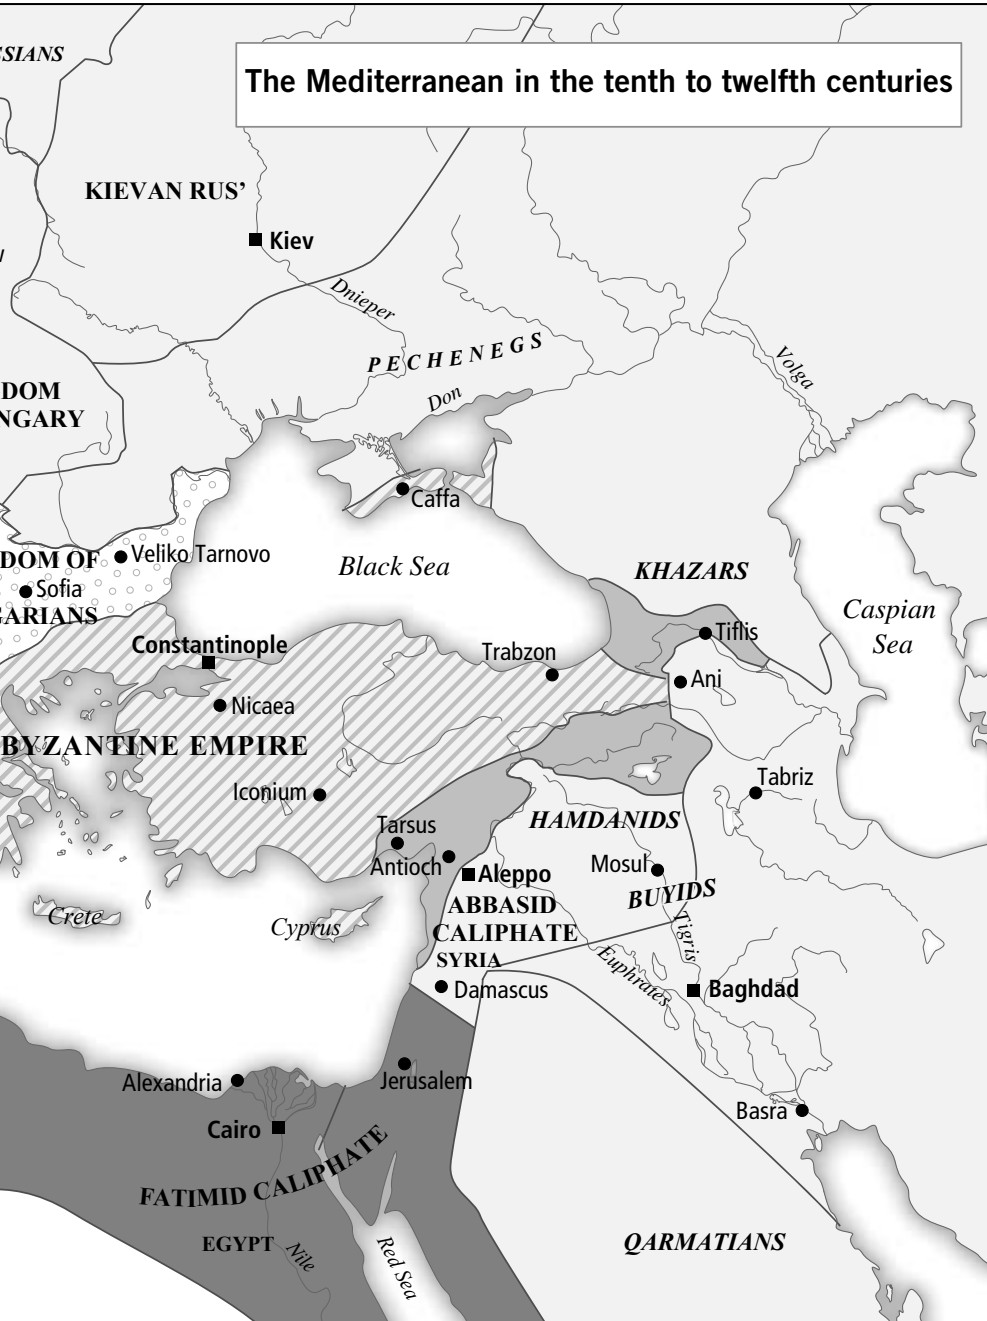 SSIANS
The Mediterranean in the tenth to twelfth centuries
KIEVAN RUS’
Kiev
Dnieper
PECHENEGS
Volga
Don
DOM
NGARY
Caffa
Veliko Tarnovo
DOM OF
Sofia
GARIANS
Black Sea
KHAZARS
Caspian
Sea
Constantinople
Trabzon
Tiflis
Ani
Nicaea
BYZANTINE EMPIRE
Iconium
Tabriz
Tarsus
HAMDANIDS
Antioch
Aleppo
Mosul
BUYIDS
ABBASID
CALIPHATE
SYRIA
Crete
Cyprus
Tigris
Euphrates
Damascus
Baghdad
Alexandria
Jerusalem
Basra
Cairo
FATIMID CALIPHATE
EGYPT
Nile
Red Sea
QARMATIANS